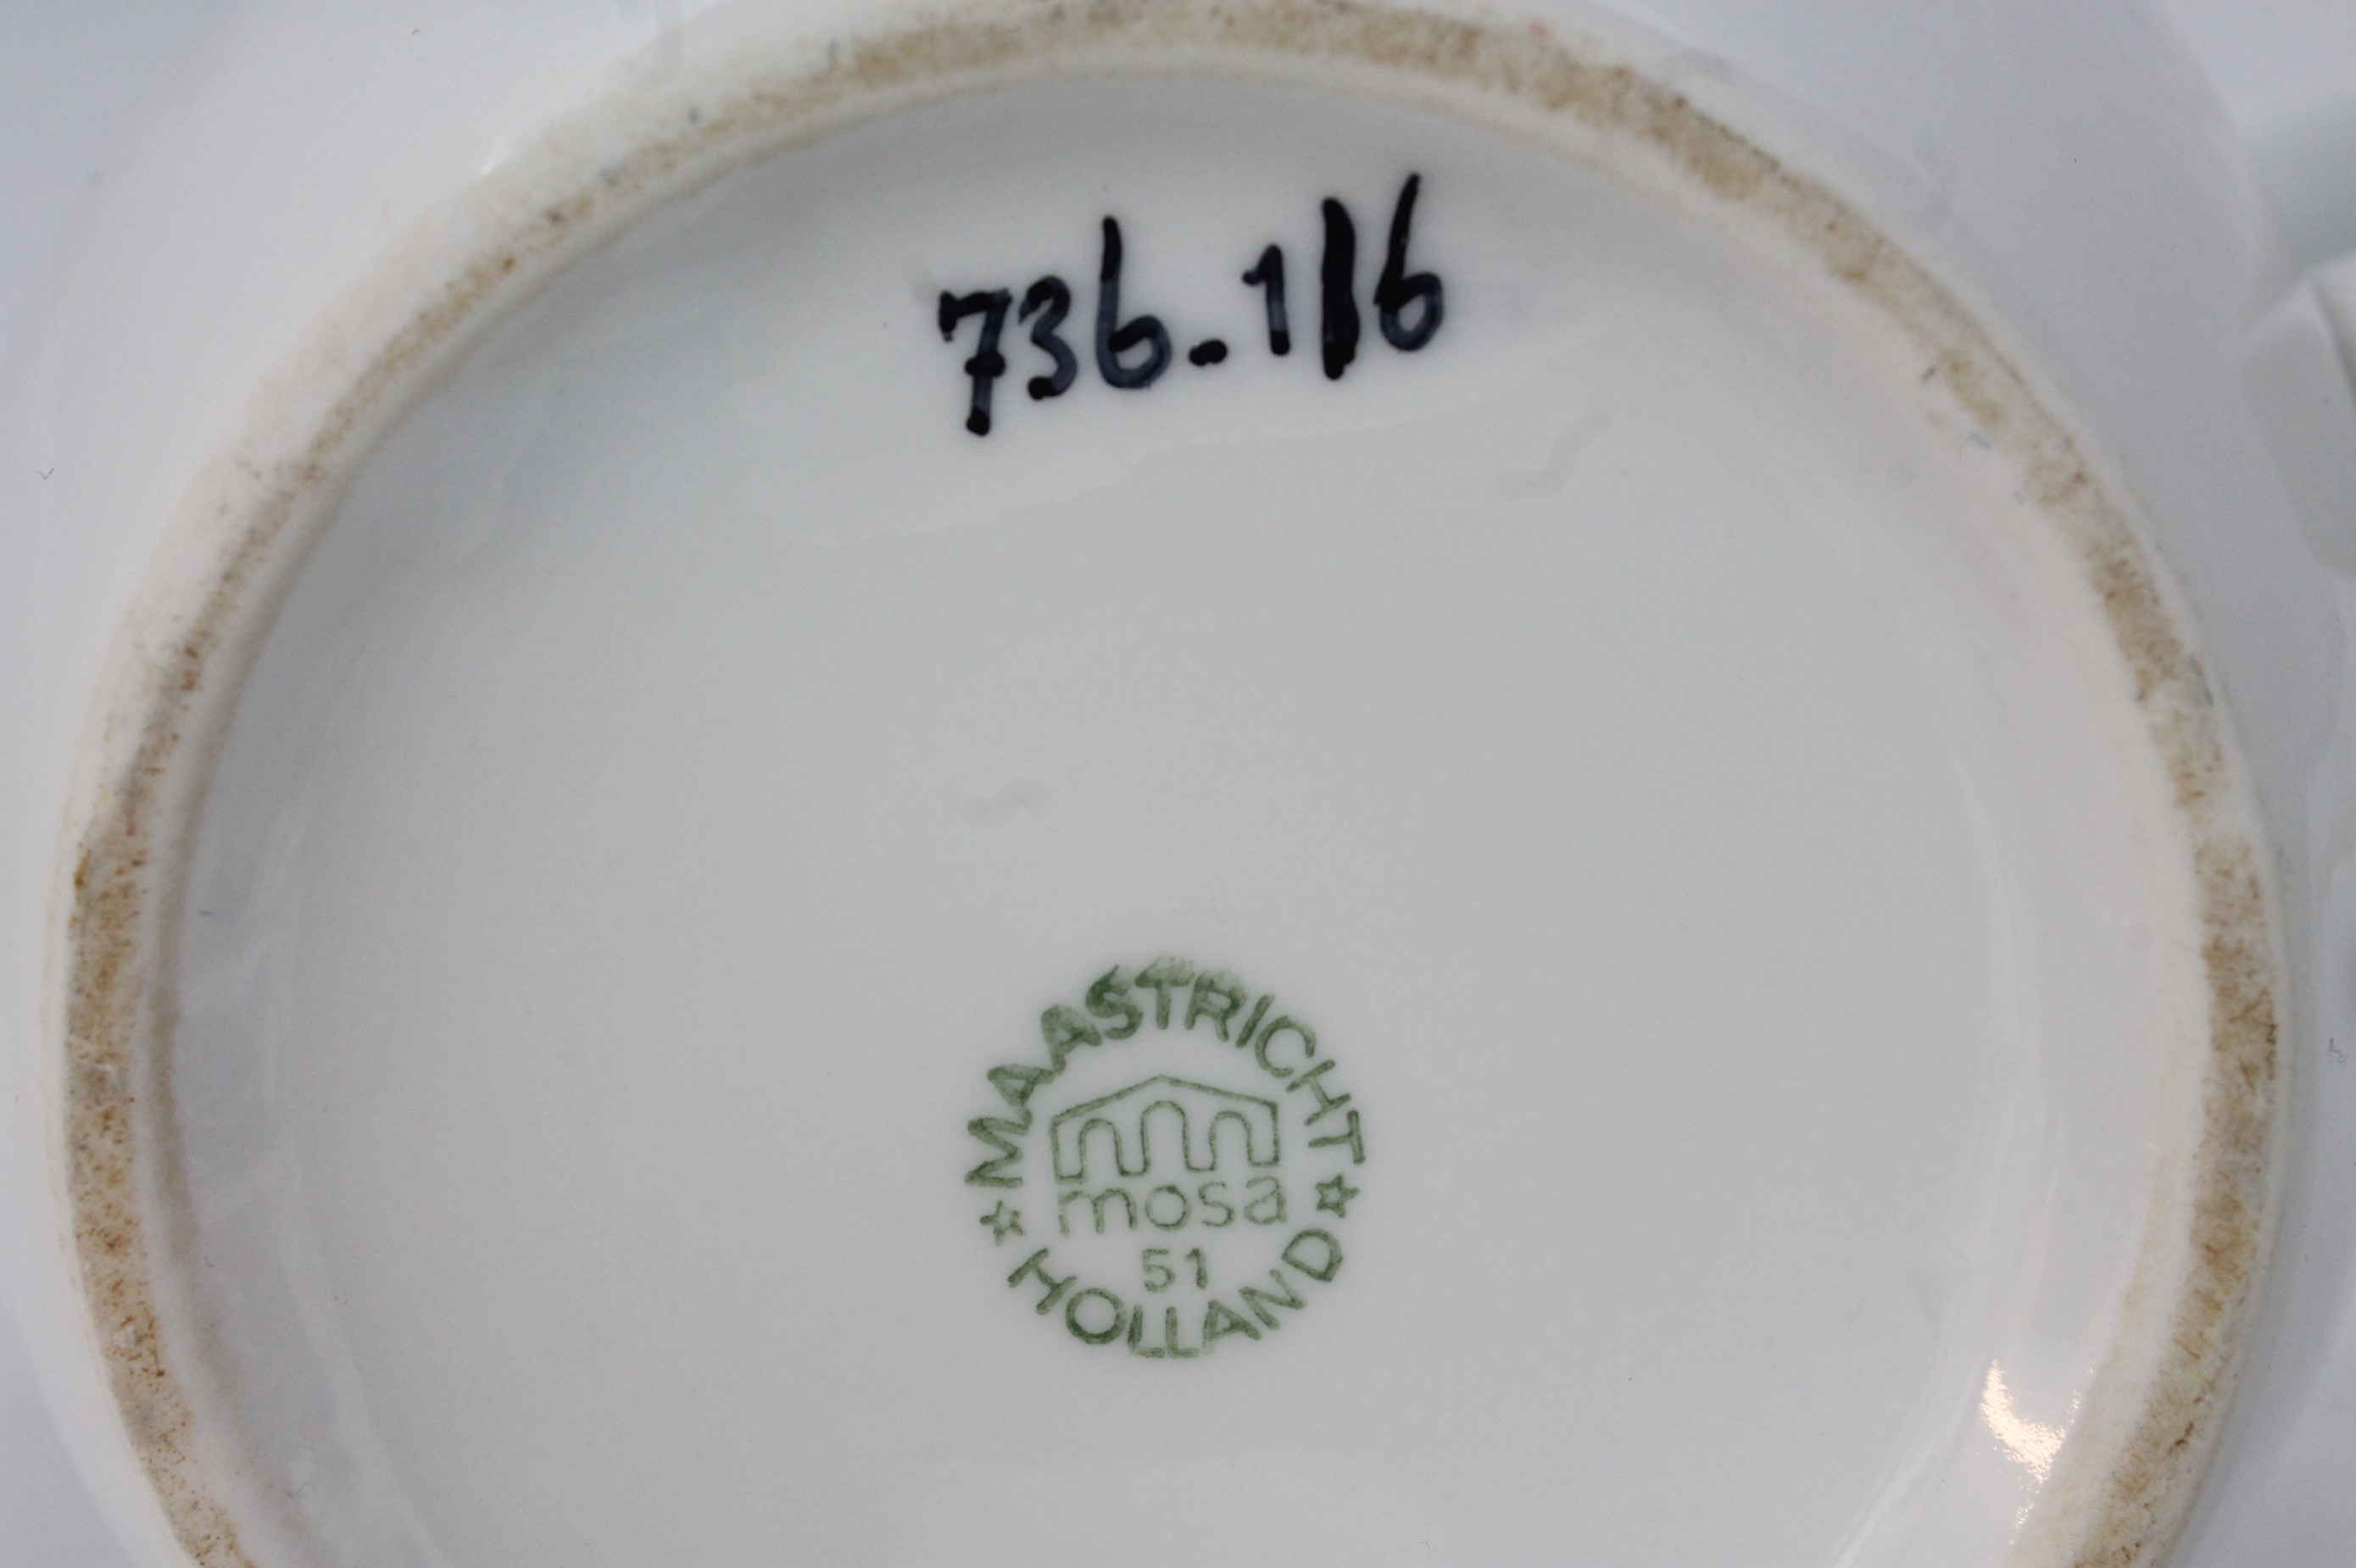 736-116
MAASTRICHT
mosa
51
HOLLAND